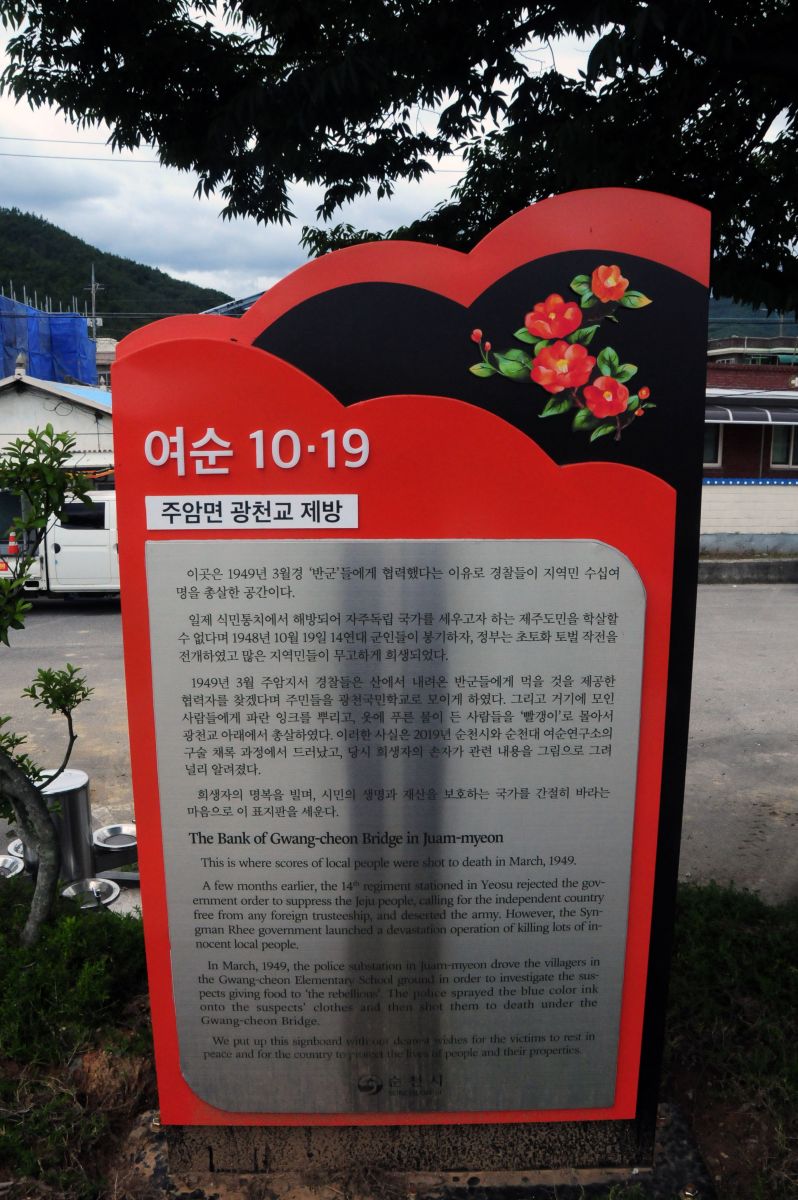 여순 10·19
주암면 광천교 제방
이곳은 1949년 3월경 ‘반군’들에게 협력했다는 이유로 경찰들이 지역민 수십여
명을 총살한 공간이다.
일제 식민통치에서 해방되어 자주독립 국가를 세우고자 하는 제주도민을 학살할
수 없다며 1948년 10월 19일 14연대 군인들이 봉기하자, 정부는 초토화 토벌 작전을
전개하였고 많은 지역민들이 무고하게 희생되었다.
1949년 3월 주암지서 경찰들은 산에서 내려온 반군들에게 먹을 것을 제공한
협력자를 찾겠다며 주민들을 광천국민학교로 모이게 하였다. 그리고 거기에 모인
사람들에게 파란 잉크를 뿌리고, 옷에 푸른 물이 든 사람들을 ‘빨갱이’로 몰아서
광천교 아래에서 총살하였다. 이러한 사실은 2019년 순천시와 순천대 여순연구소의
구술 채록 과정에서 드러났고, 당시 희생자의 손자가 관련 내용을 그림으로 그려
널리 알려졌다.
희생자의 명복을 빌며, 시민의 생명과 재산을 보호하는 국가를 간절히 바라는
마음으로 이 표지판을 세운다.
The Bank of Gwang-cheon Bridge in Juam-myeon
This is where scores of local people were shot to death in March, 1949.
A few months earlier, the 14th regiment stationed in Yeosu rejected the gov-
ernment order to suppress the Jeju people, calling for the independent country
free from any foreign trusteeship, and deserted the army. However, the Syn-
gman Rhee government launched a devastation operation of killing lots of in-
nocent local people.
In March, 1949, the police substation in Juam-myeon drove the villagers in
the Gwang-cheon Elementary School ground in order to investigate the sus-
pects giving food to ‘the rebellious’. The police sprayed the blue color ink
onto the suspects’ clothes and then shot them to death under the
Gwang-cheon Bridge.
We put up this signboard with our dearest wishes for the victims to rest in
peace and for the country to protect the lives of people and their properties.
순천시